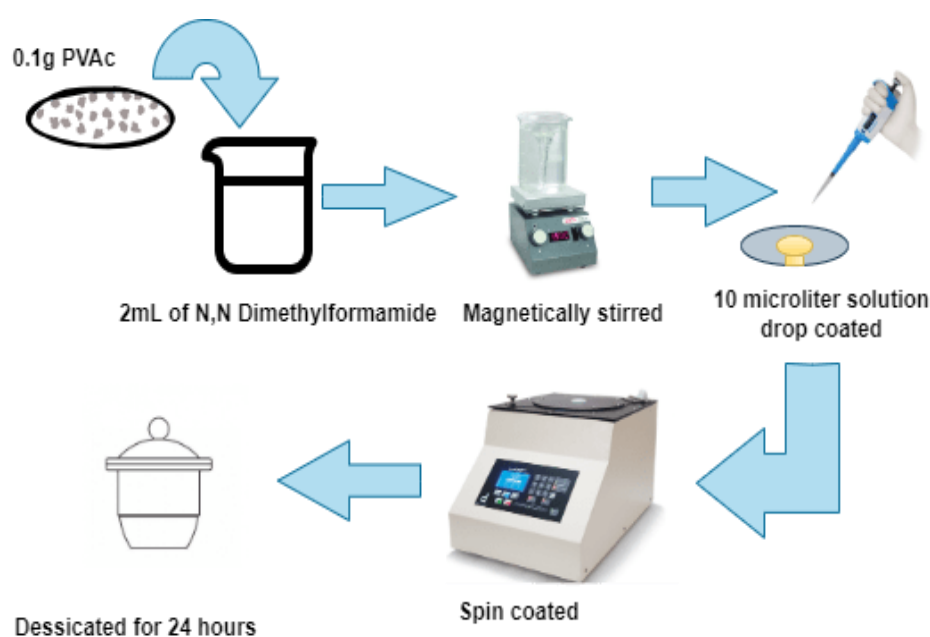 0.1g PVAc
2mL of N,N Dimethylformamide
Magnetically stirred
10 microliter solution
drop coated
Spin coated
Dessicated for 24 hours